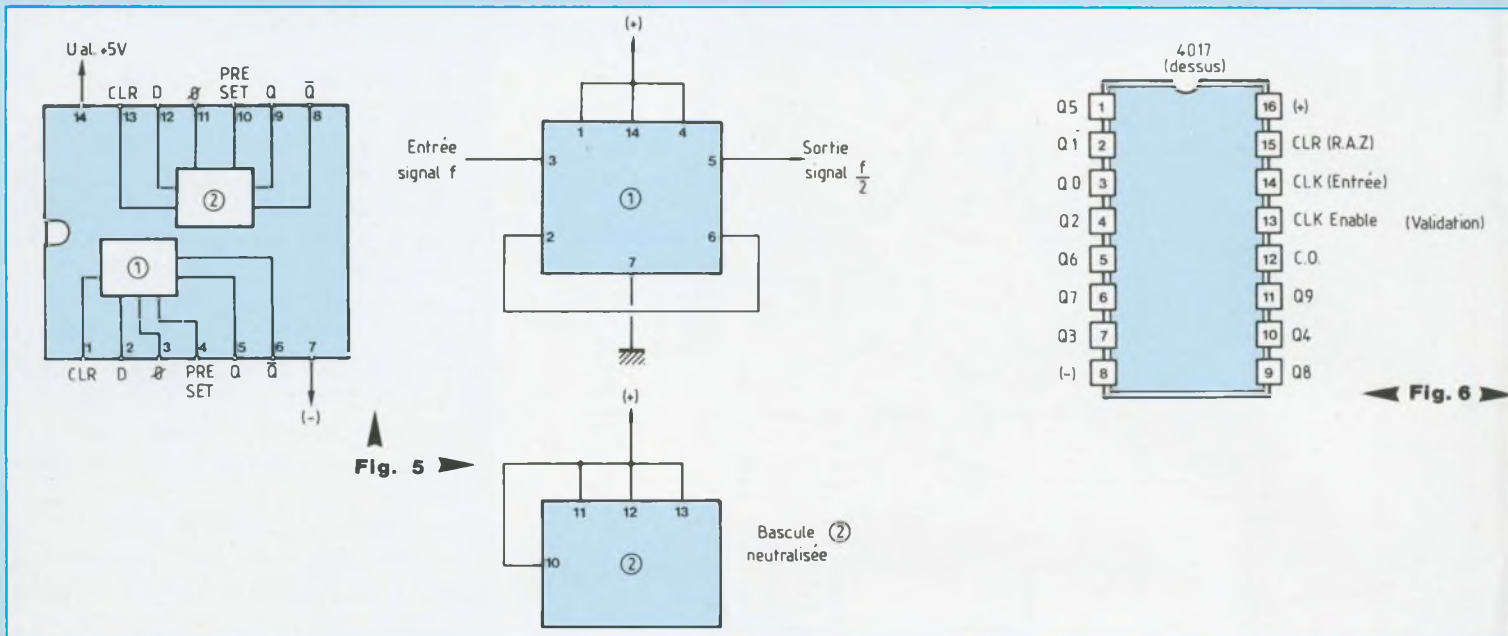 U al. +5V
14
CLR
13
D
12
Ø
11
PRE
SET
10
Q
9
Q̅
8
②
①
1
CLR
2
D
3
Ø
4
PRE
SET
5
Q
6
Q̅
7
(-)
Fig. 5
(+)
1
14
4
Entrée
signal f
3
5
Sortie
signal f/2
①
2
6
7
(+)
11
12
13
10
②
Bascule ②
neutralisée
4017
(dessus)
Q5 1
Q1 2
Q0 3
Q2 4
Q6 5
Q7 6
Q3 7
(-) 8
16 (+)
15 CLR (R.A.Z)
14 CLK (Entrée)
13 CLK Enable (Validation)
12 C.O.
11 Q9
10 Q4
9 Q8
Fig. 6